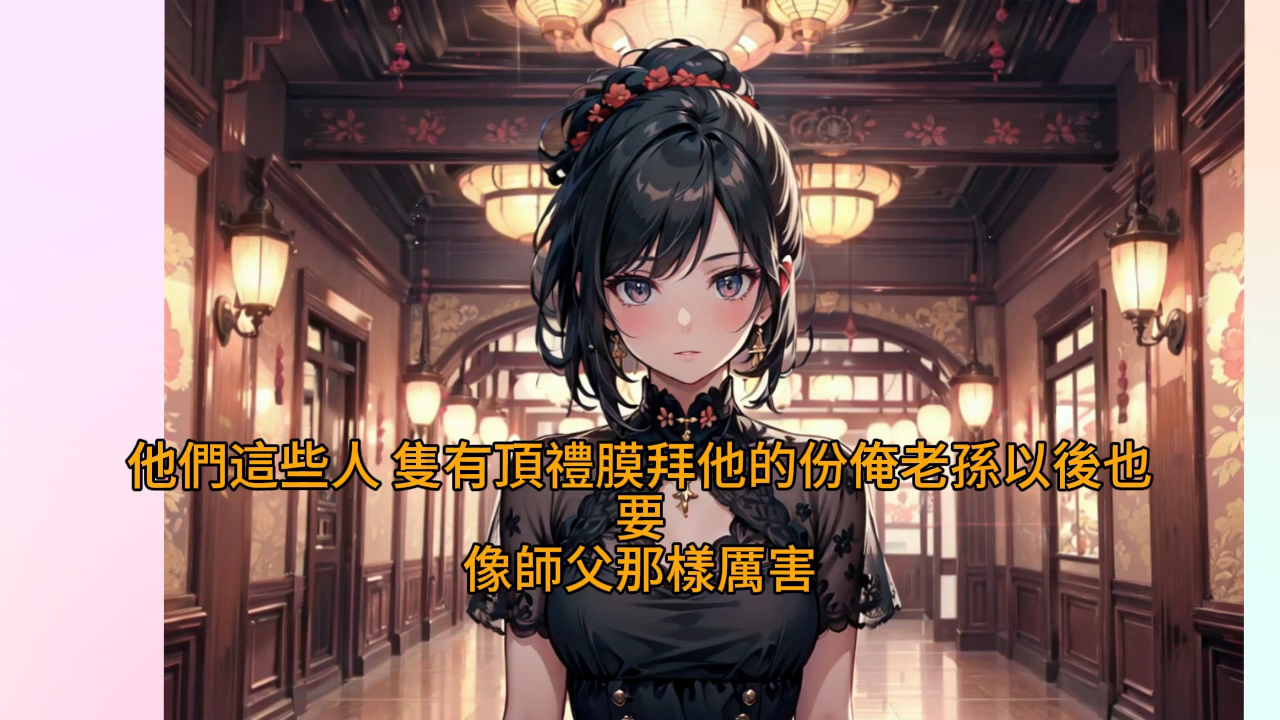 他們這些人 隻有頂禮膜拜他的份俺老孫以後也
要
像師父那樣厲害